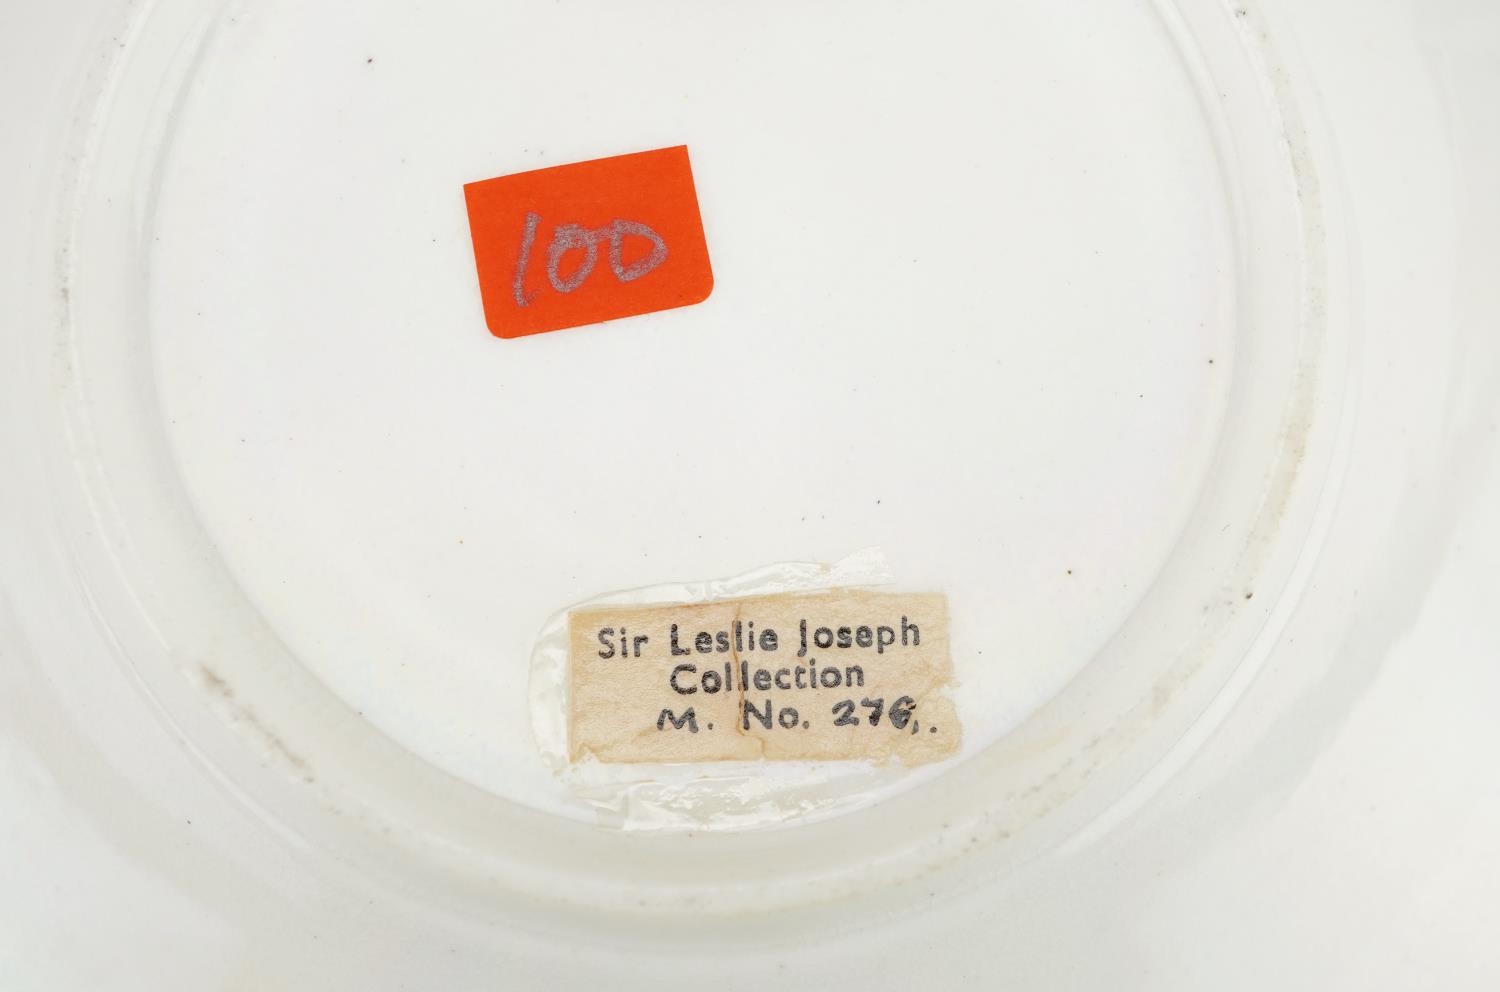 100
Sir Leslie Joseph
Collection
M. No. 276.